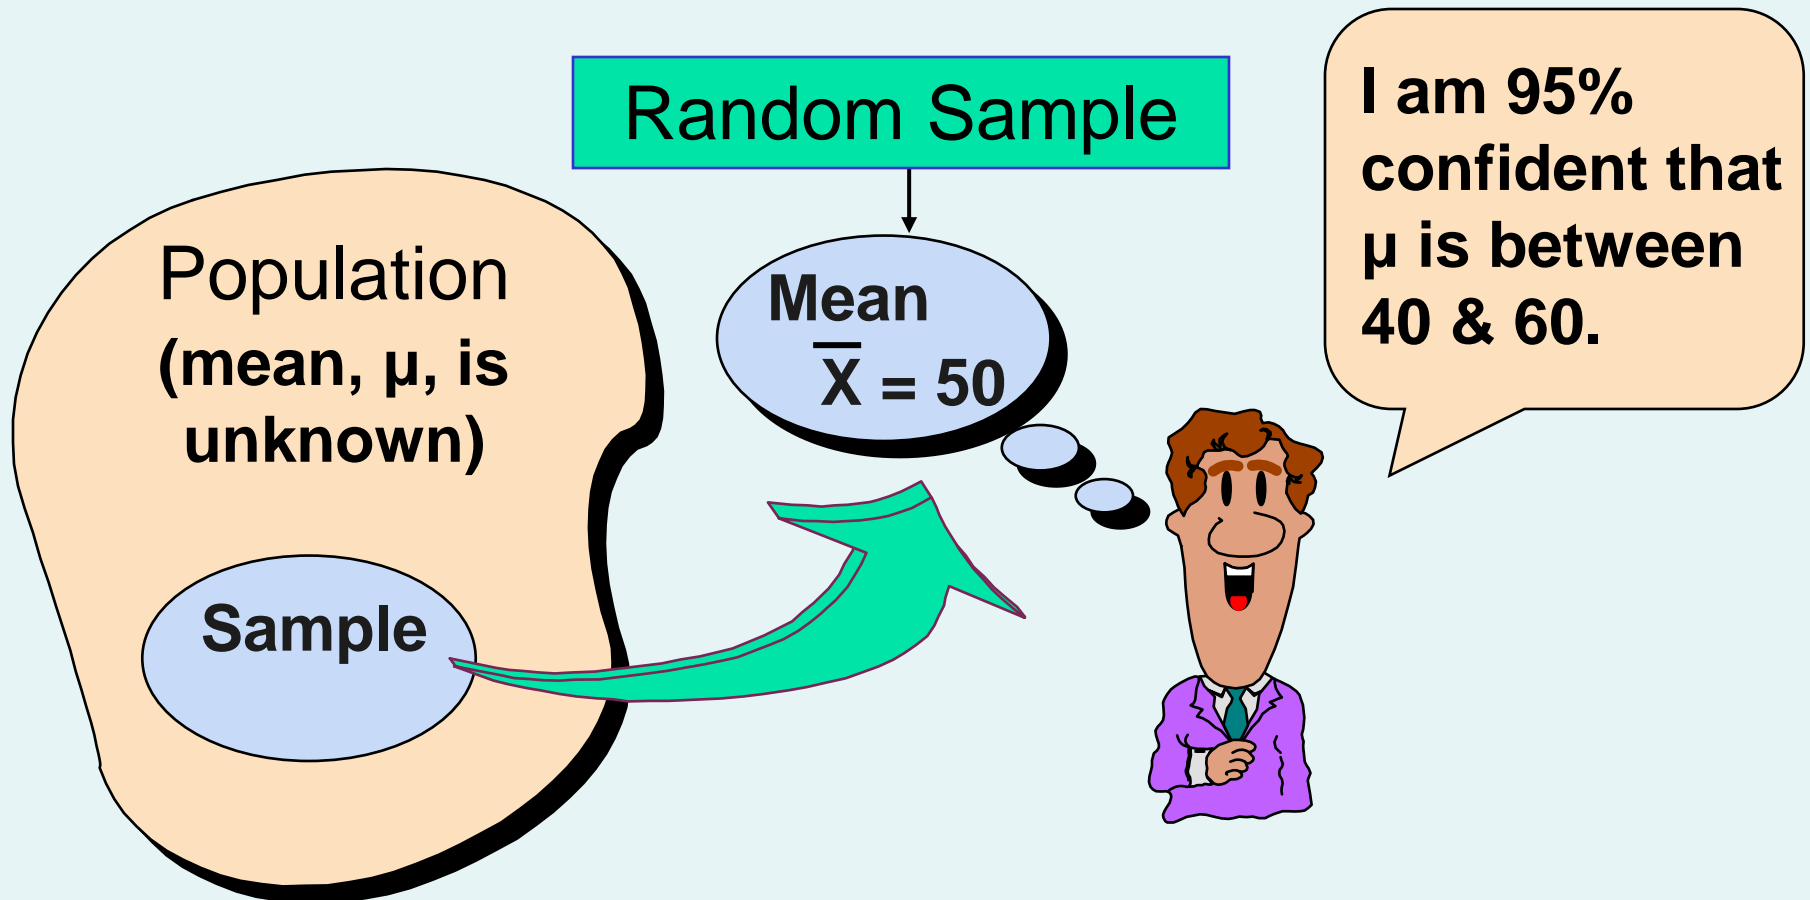 Random Sample
Population
(mean, μ, is
unknown)
Sample
Mean
X̅ = 50
I am 95%
confident that
μ is between
40 & 60.